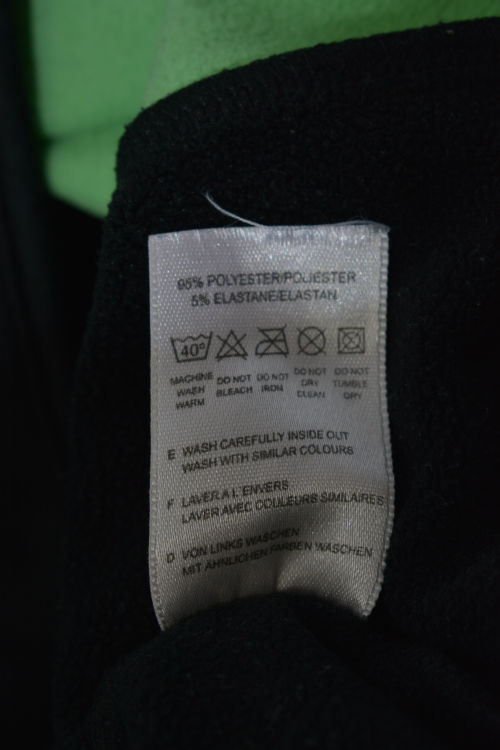 95% POLYESTER/POLIESTER
5% ELASTANE/ELASTAN
40°
MACHINE WASH WARM
DO NOT BLEACH
DO NOT IRON
DO NOT DRY CLEAN
DO NOT TUMBLE DRY
E WASH CAREFULLY INSIDE OUT
WASH WITH SIMILAR COLOURS
F LAVER A L'ENVERS
LAVER AVEC COULEURS SIMILAIRES
D VON LINKS WASCHEN
MIT ÄHNLICHEN FARBEN WASCHEN